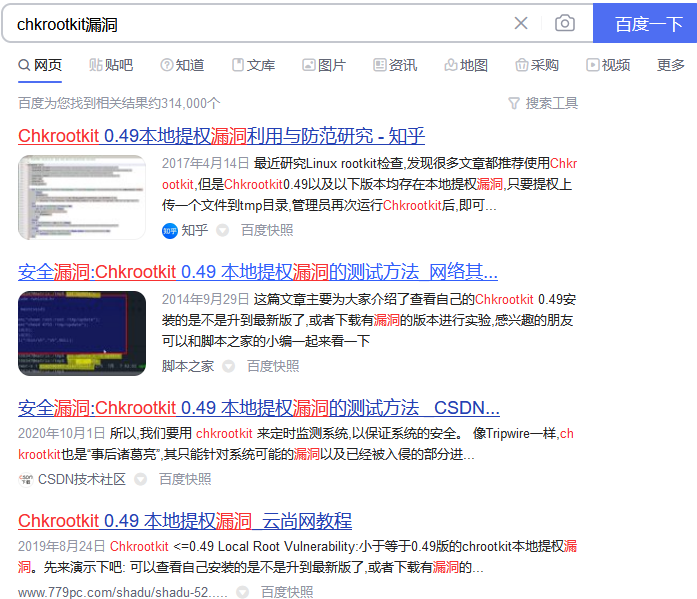 chkrootkit漏洞
百度一下
网页 贴吧 知道 文库 图片 资讯 地图 采购 视频 更多
百度为您找到相关结果约314,000个 搜索工具
Chkrootkit 0.49本地提权漏洞利用与防范研究 - 知乎
2017年4月14日 最近研究Linux rootkit检查,发现很多文章都推荐使用Chkr
ootkit,但是Chkrootkit0.49以及以下版本均存在本地提权漏洞,只要提权上
传一个文件到tmp目录,管理员再次运行Chkrootkit后,即可...
知乎 百度快照
安全漏洞:Chkrootkit 0.49 本地提权漏洞的测试方法_网络其...
2014年9月29日 这篇文章主要为大家介绍了查看自己的Chkrootkit 0.49安
装的是不是升到最新版了,或者下载有漏洞的版本进行实验,感兴趣的朋友
可以和脚本之家的小编一起来看一下
脚本之家 百度快照
安全漏洞:Chkrootkit 0.49 本地提权漏洞的测试方法_ CSDN...
2020年10月1日 所以,我们要用 chkrootkit 来定时监测系统,以保证系统的安全。 像Tripwire一样,ch
krootkit也是“事后诸葛亮”,其只能针对系统可能的漏洞以及已经被入侵的部分进...
CSDN技术社区 百度快照
Chkrootkit 0.49 本地提权漏洞_云尚网教程
2019年8月24日 Chkrootkit <=0.49 Local Root Vulnerability:小于等于0.49版的chrootkit本地提权漏
洞。先来演示下吧: 可以查看自己安装的是不是升到最新版了,或者下载有漏洞的...
www.779pc.com/shadu/shadu-52..... 百度快照